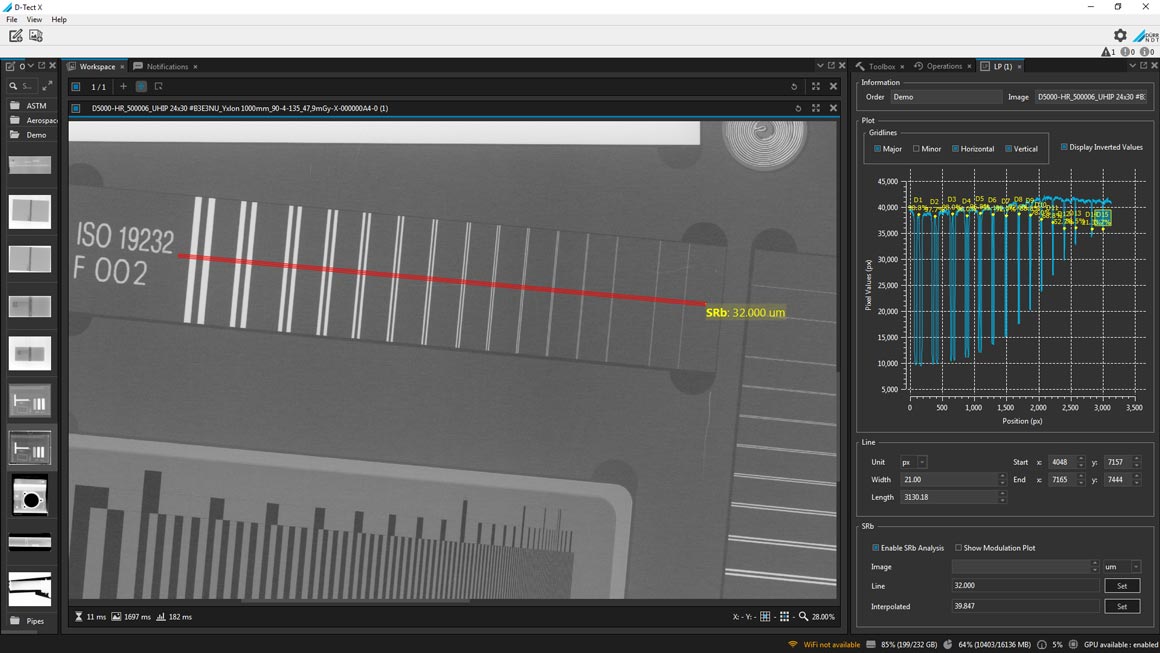 D-Tect X
File View Help
DÜRR
NDT
1 0 0
O
Workspace ×
Notifications ×
Toolbox ×
Operations ×
LP (1) ×
S...
1 / 1
D5000-HR_500006_UHIP 24x30 #B3E3NU_Yxlon 1000mm_90-4-135_47,9mGy-X-000000A4-0 (1)
ASTM
Aerospac
Demo
Pipes
ISO 19232
F 002
SRb: 32.000 um
11 ms 1697 ms 182 ms
X: - Y: -
28.00%
Information
Order Demo Image D5000-HR_500006_UHIP 24x30 #B3
Plot
Gridlines
Major Minor Horizontal Vertical
Display Inverted Values
45,000
40,000
35,000
30,000
25,000
20,000
15,000
10,000
5,000
Pixel Values (px)
D1 D2 D3 D4 D5 D6 D7 D8 D9
D15
0 500 1,000 1,500 2,000 2,500 3,000 3,500
Position (px)
Line
Unit px Start x: 4048 y: 7157
Width 21.00 End x: 7165 y: 7444
Length 3130.18
SRb
Enable SRb Analysis Show Modulation Plot
Image um
Line 32.000 Set
Interpolated 39.847 Set
WiFi not available 85% (199/232 GB) 64% (10403/16136 MB) 5% GPU available : enabled